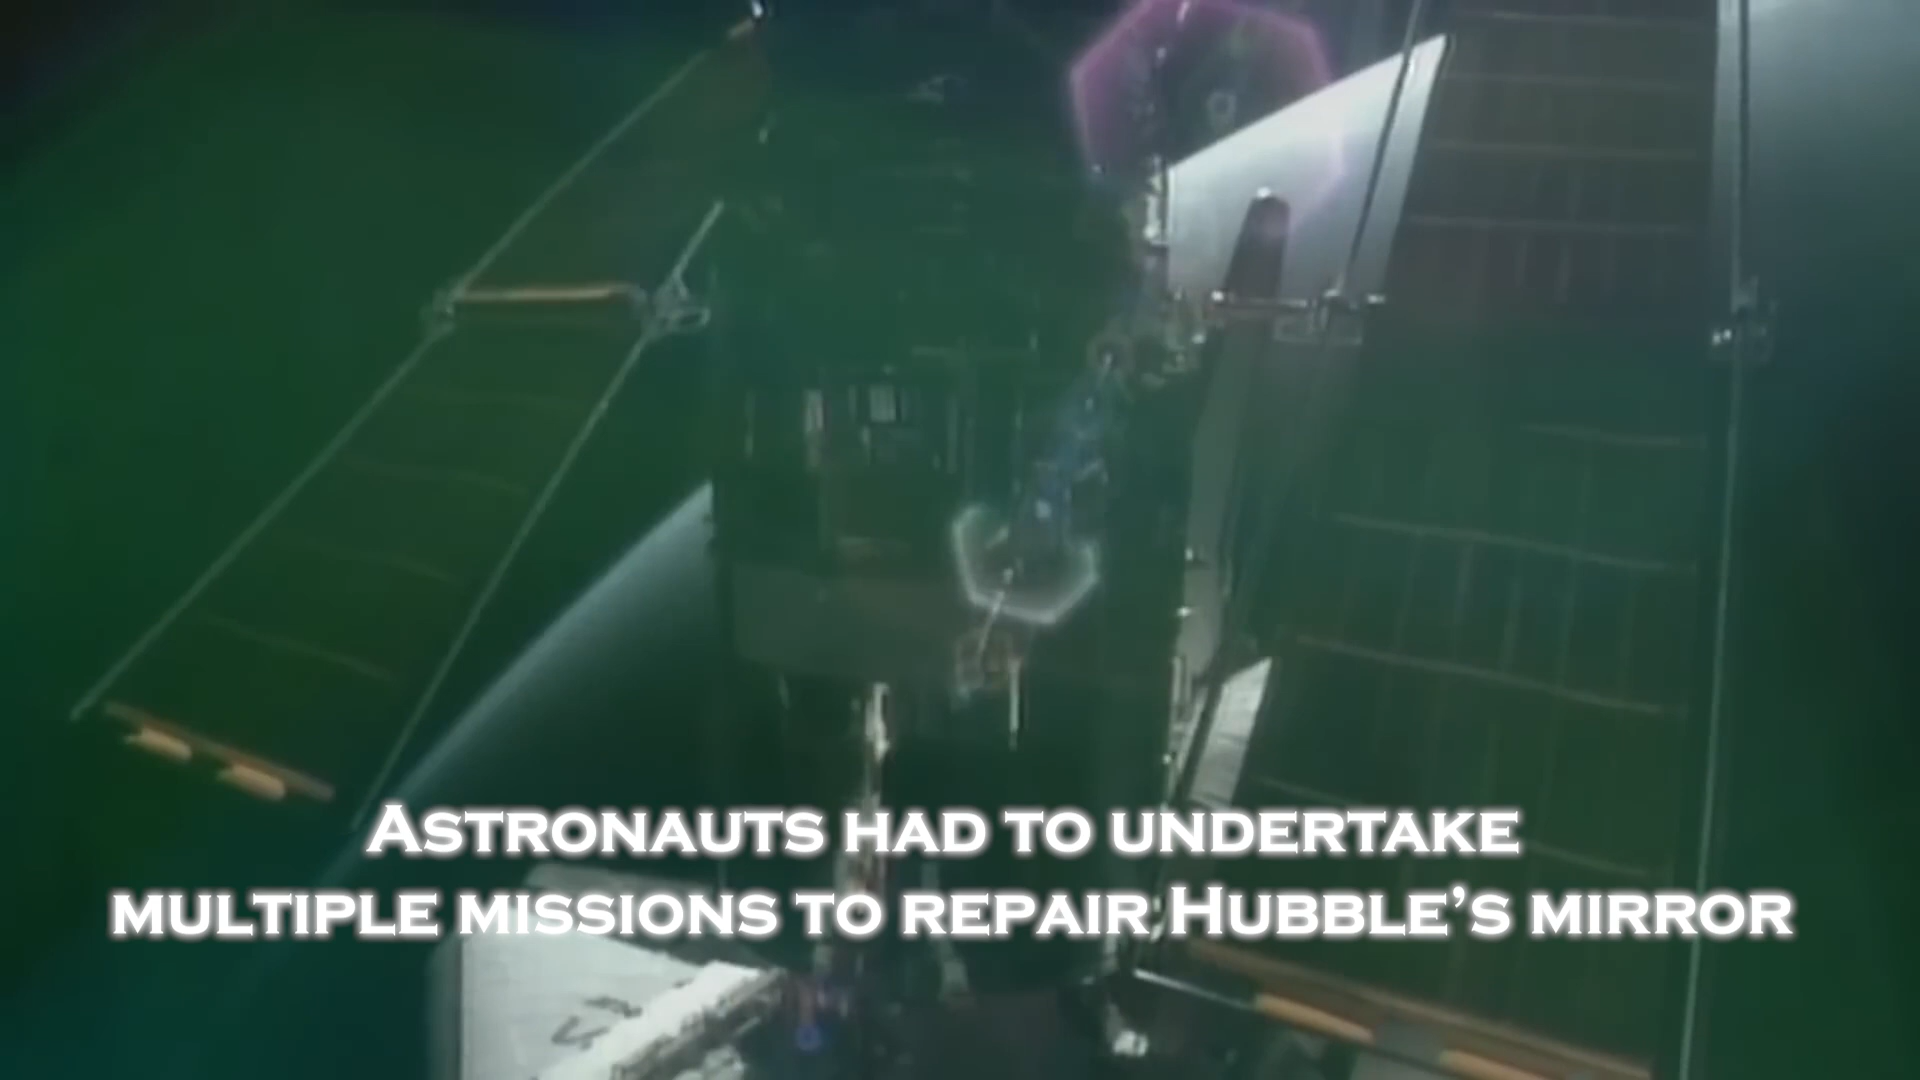 Astronauts had to undertake
multiple missions to repair Hubble’s mirror